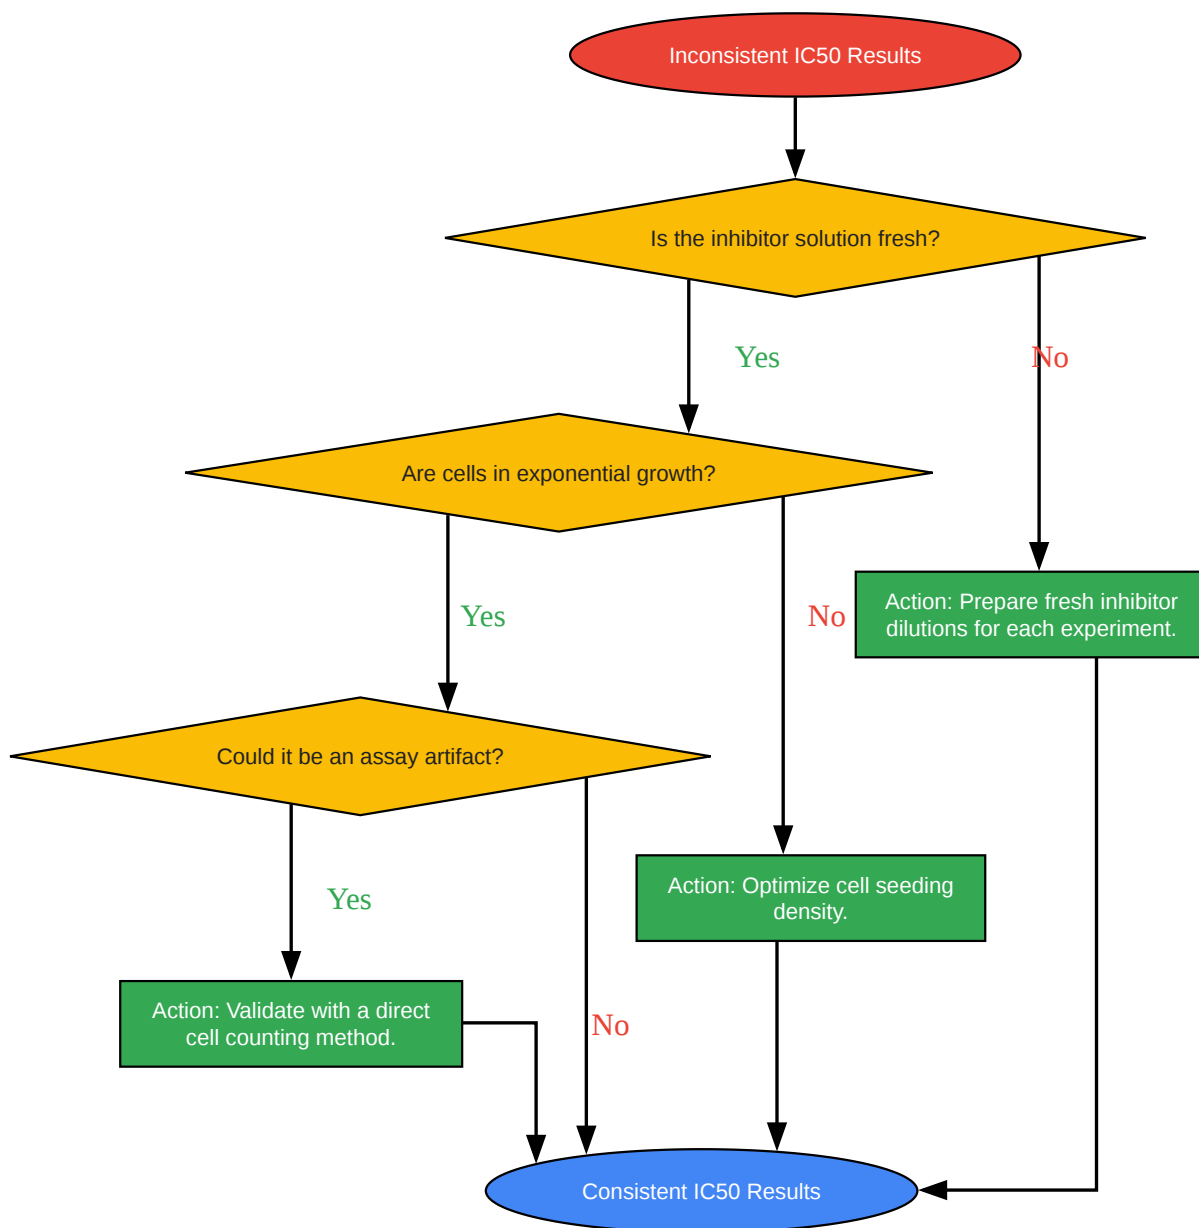 Inconsistent IC50 Results
Is the inhibitor solution fresh?
Yes
No
Are cells in exponential growth?
Action: Prepare fresh inhibitor
dilutions for each experiment.
Yes
No
Could it be an assay artifact?
Action: Optimize cell seeding
density.
Yes
Action: Validate with a direct
cell counting method.
No
Consistent IC50 Results